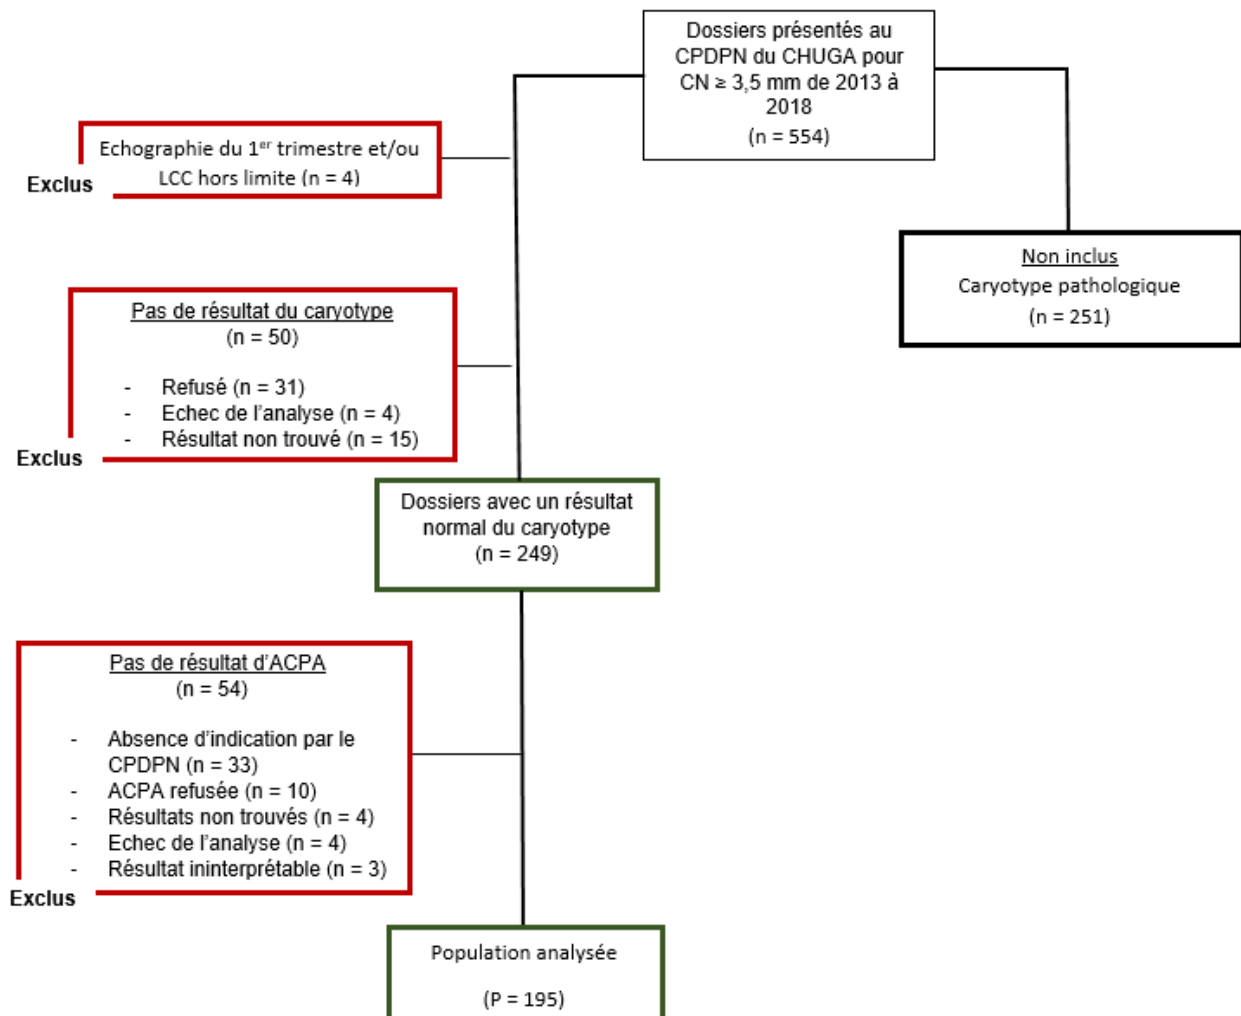 Dossiers présentés au
CPDPN du CHUGA pour
CN ≥ 3,5 mm de 2013 à
2018
(n = 554)
Echographie du 1er trimestre et/ou
LCC hors limite (n = 4)
Exclus
Non inclus
Caryotype pathologique
(n = 251)
Pas de résultat du caryotype
(n = 50)
- Refusé (n = 31)
- Echec de l’analyse (n = 4)
- Résultat non trouvé (n = 15)
Exclus
Dossiers avec un résultat
normal du caryotype
(n = 249)
Pas de résultat d’ACPA
(n = 54)
- Absence d’indication par le
CPDPN (n = 33)
- ACPA refusée (n = 10)
- Résultats non trouvés (n = 4)
- Echec de l’analyse (n = 4)
- Résultat ininterprétable (n = 3)
Exclus
Population analysée
(P = 195)